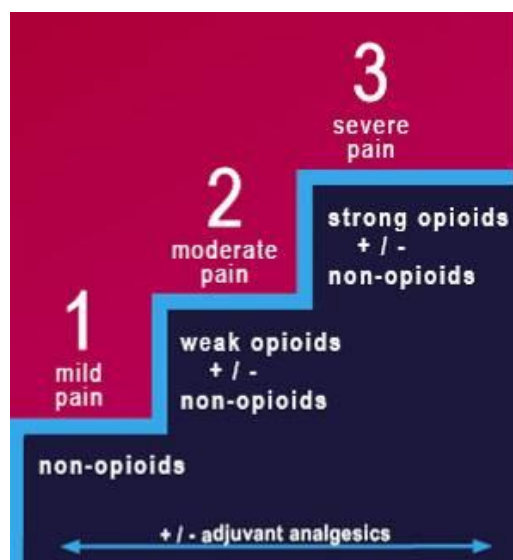 3
severe
pain
2
moderate
pain
strong opioids
+ / -
non-opioids
1
mild
pain
weak opioids
+ / -
non-opioids
non-opioids
+ / - adjuvant analgesics